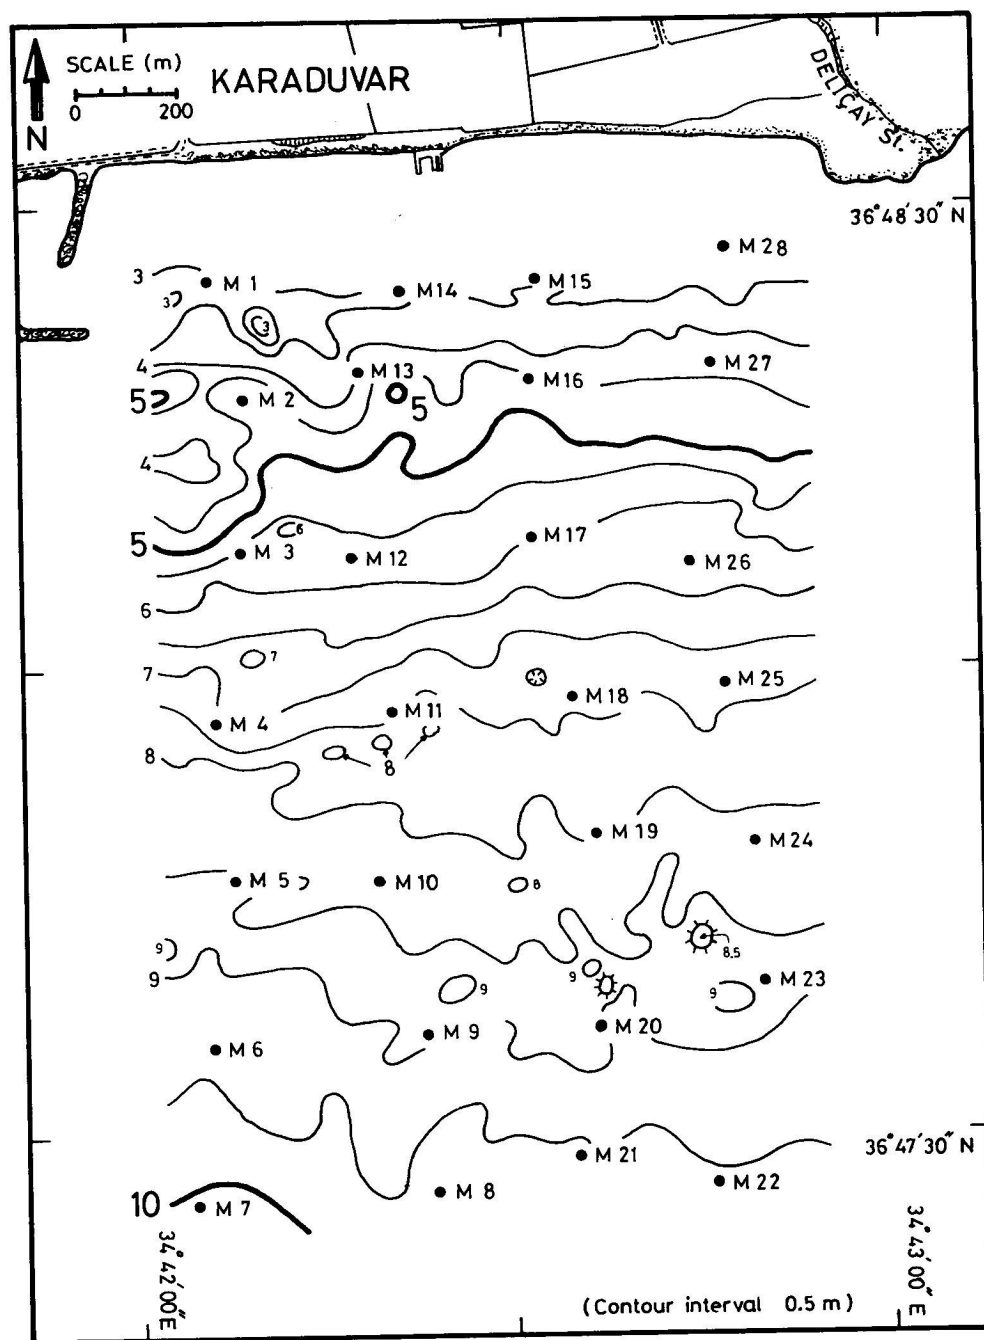 SCALE (m)
0 200
N
KARADUVAR
DELİÇAY St.
36° 48' 30" N
M 28
3
M 1
M14
M15
3
3
4
M 13
M 16
M 27
5
M 2
5
4
5
6
M 3
M 12
M 17
M 26
6
7
7
M 4
M 11
M 18
M 25
8
8
M 19
M 24
M 5
M 10
8
9
9
9
9
8.5
9
M 23
M 9
M 20
M 6
36° 47' 30" N
M 21
M 8
M 22
10
M 7
34° 42' 00" E
34° 43' 00" E
(Contour interval 0.5 m)